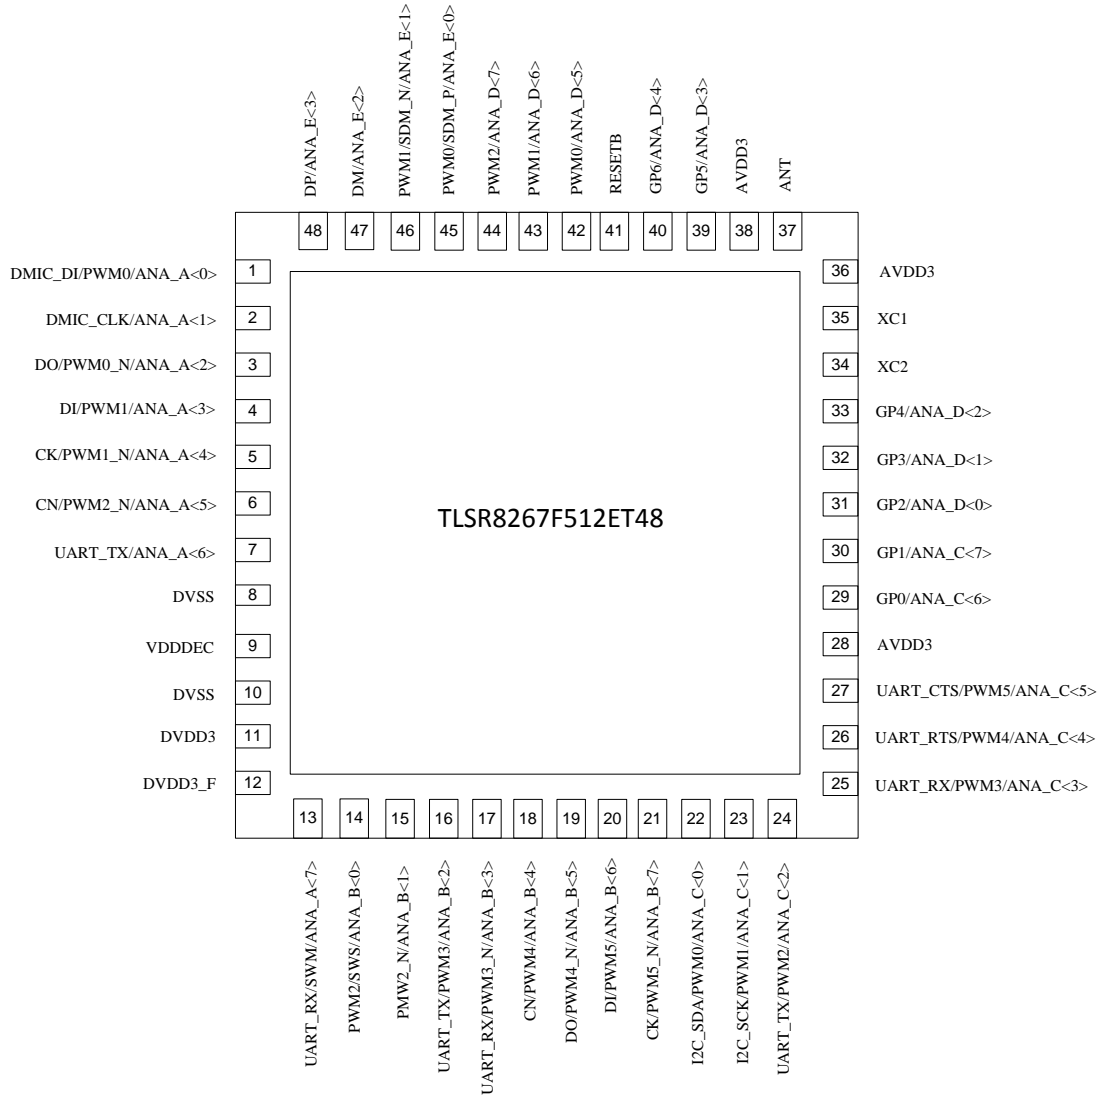 DP/ANA_E<3>
DM/ANA_E<2>
PWM1/SDM_N/ANA_E<1>
PWM0/SDM_P/ANA_E<0>
PWM2/ANA_D<7>
PWM1/ANA_D<6>
PWM0/ANA_D<5>
RESETB
GP6/ANA_D<4>
GP5/ANA_D<3>
AVDD3
ANT
48
47
46
45
44
43
42
41
40
39
38
37
DMIC_DI/PWM0/ANA_A<0> 1
DMIC_CLK/ANA_A<1> 2
DO/PWM0_N/ANA_A<2> 3
DI/PWM1/ANA_A<3> 4
CK/PWM1_N/ANA_A<4> 5
CN/PWM2_N/ANA_A<5> 6
UART_TX/ANA_A<6> 7
DVSS 8
VDDDEC 9
DVSS 10
DVDD3 11
DVDD3_F 12
TLSR8267F512ET48
36 AVDD3
35 XC1
34 XC2
33 GP4/ANA_D<2>
32 GP3/ANA_D<1>
31 GP2/ANA_D<0>
30 GP1/ANA_C<7>
29 GP0/ANA_C<6>
28 AVDD3
27 UART_CTS/PWM5/ANA_C<5>
26 UART_RTS/PWM4/ANA_C<4>
25 UART_RX/PWM3/ANA_C<3>
13
14
15
16
17
18
19
20
21
22
23
24
UART_RX/SWM/ANA_A<7>
PWM2/SWS/ANA_B<0>
PMW2_N/ANA_B<1>
UART_TX/PWM3/ANA_B<2>
UART_RX/PWM3_N/ANA_B<3>
CN/PWM4/ANA_B<4>
DO/PWM4_N/ANA_B<5>
DI/PWM5/ANA_B<6>
CK/PWM5_N/ANA_B<7>
I2C_SDA/PWM0/ANA_C<0>
I2C_SCK/PWM1/ANA_C<1>
UART_TX/PWM2/ANA_C<2>